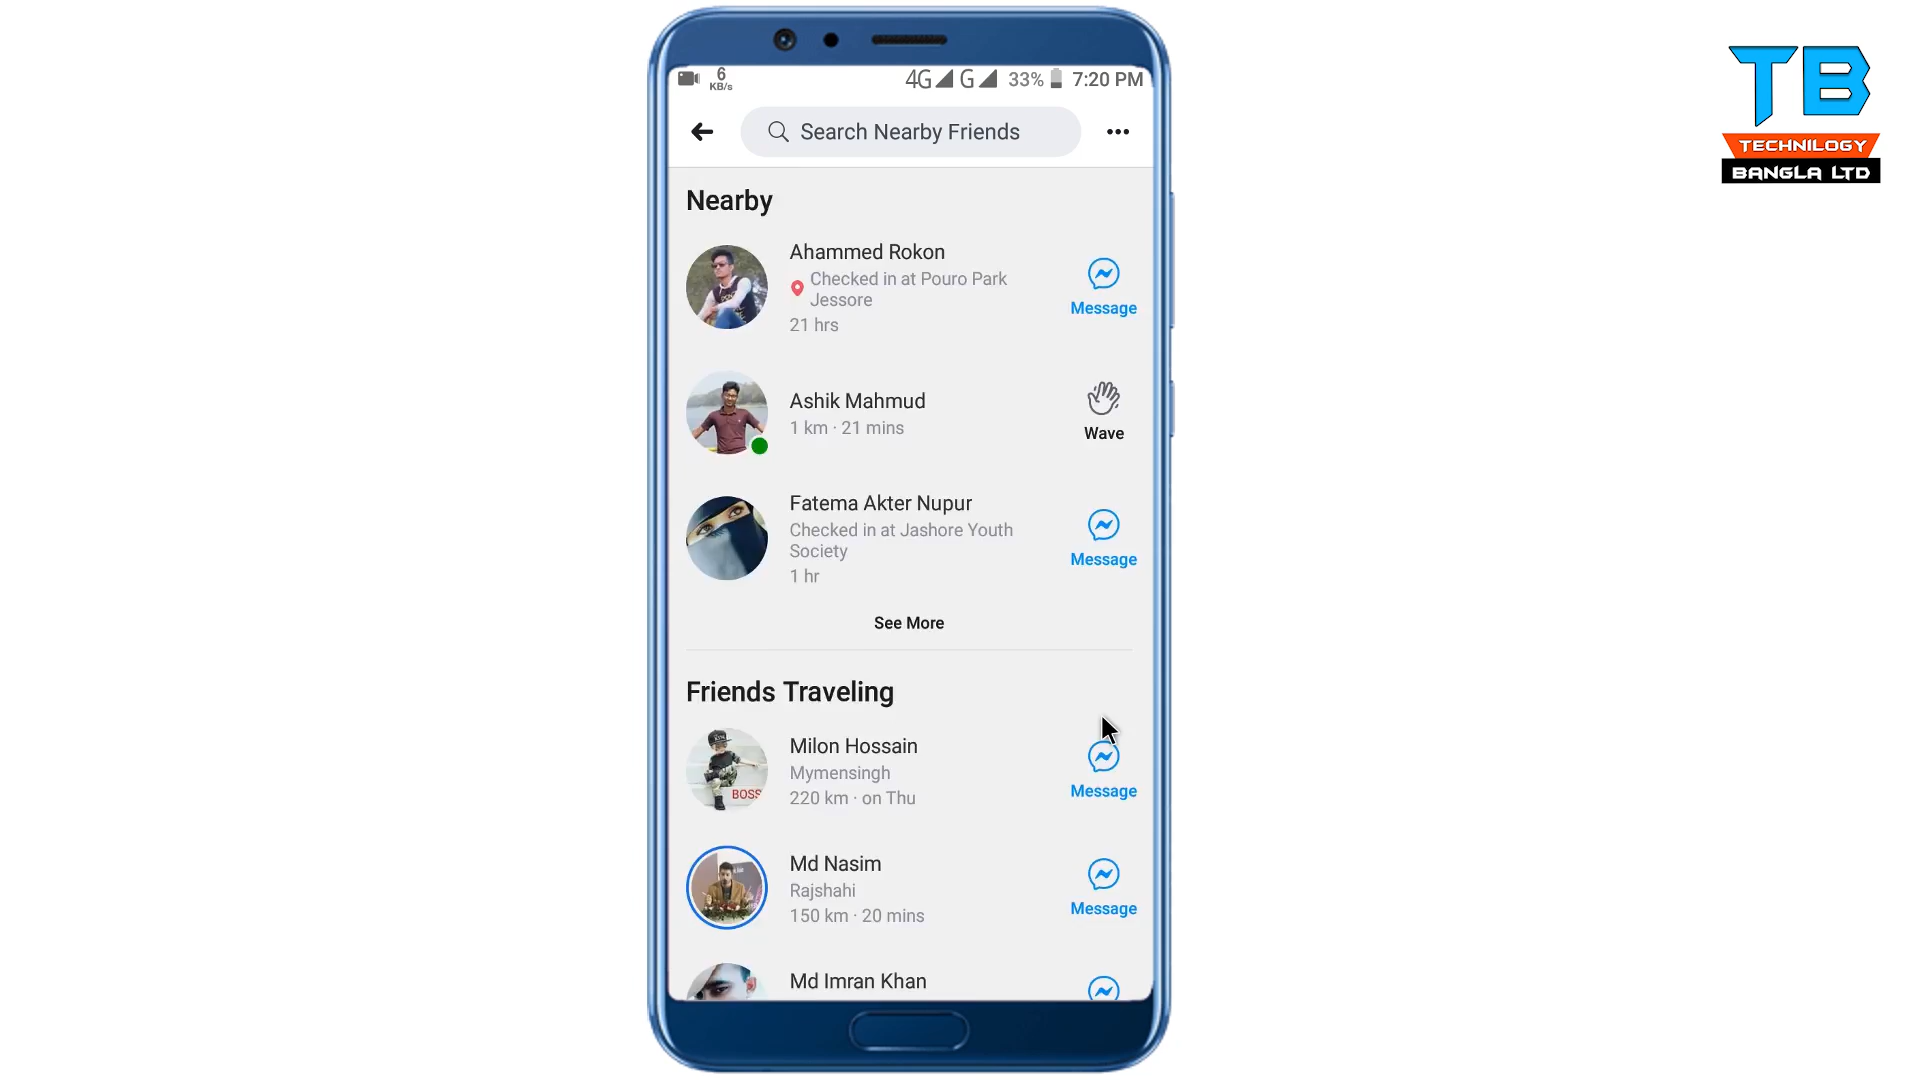 6
KB/s
4G G 33% 7:20 PM
Search Nearby Friends
Nearby
Ahammed Rokon
Checked in at Pouro Park
Jessore
21 hrs
Message
Ashik Mahmud
1 km · 21 mins
Wave
Fatema Akter Nupur
Checked in at Jashore Youth
Society
1 hr
Message
See More
Friends Traveling
Milon Hossain
Mymensingh
220 km · on Thu
Message
BOSS
Md Nasim
Rajshahi
150 km · 20 mins
Message
Md Imran Khan
TB
TECHNILOGY
BANGLA LTD